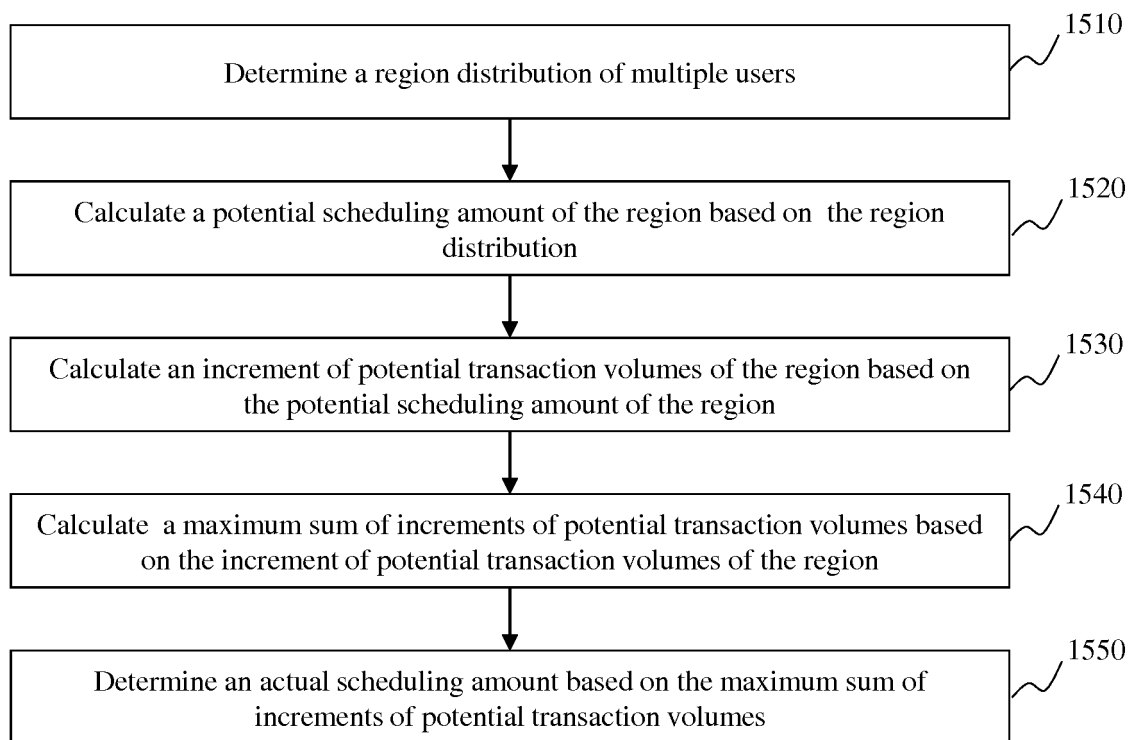 1510
Determine a region distribution of multiple users
1520
Calculate a potential scheduling amount of the region based on the region
distribution
1530
Calculate an increment of potential transaction volumes of the region based on
the potential scheduling amount of the region
1540
Calculate a maximum sum of increments of potential transaction volumes based
on the increment of potential transaction volumes of the region
1550
Determine an actual scheduling amount based on the maximum sum of
increments of potential transaction volumes